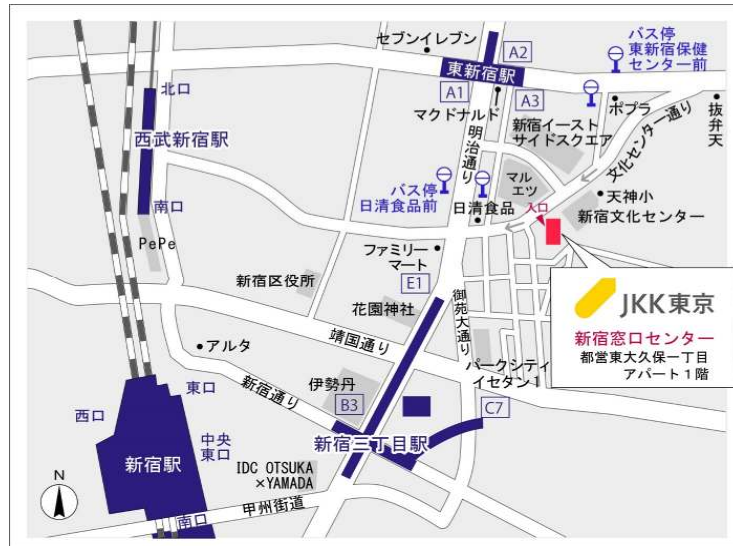 セブンイレブン
A2
バス停
東新宿保健
センター前
東新宿駅
A1
A3
マクドナルド
ポプラ
抜弁天
北口
西武新宿駅
明治通り
新宿イースト
サイドスクエア
文化センター通り
バス停
日清食品前
マル
エツ
天神小
日清食品
入口
新宿文化センター
南口
PePe
ファミリー
マート
新宿区役所
E1
花園神社
御苑大通り
JKK東京
新宿窓口センター
都営東大久保一丁目
アパート1階
靖国通り
アルタ
パークシティ
イセタン1
伊勢丹
新宿通り
B3
C7
東口
西口
中央
東口
新宿三丁目駅
新宿駅
IDC OTSUKA
×YAMADA
N
甲州街道
南口